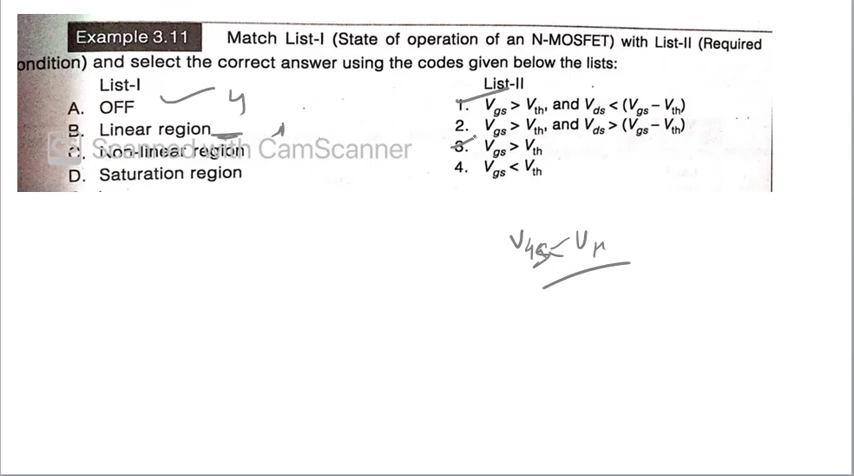 Example 3.11 Match List-I (State of operation of an N-MOSFET) with List-II (Required
ondition) and select the correct answer using the codes given below the lists:
List-I List-II
A. OFF 4 1. Vgs > Vth, and Vds < (Vgs – Vth)
B. Linear region 1 2. Vgs > Vth, and Vds > (Vgs – Vth)
C. Non-linear region 3. Vgs > Vth
D. Saturation region 4. Vgs < Vth
Scanned with CamScanner